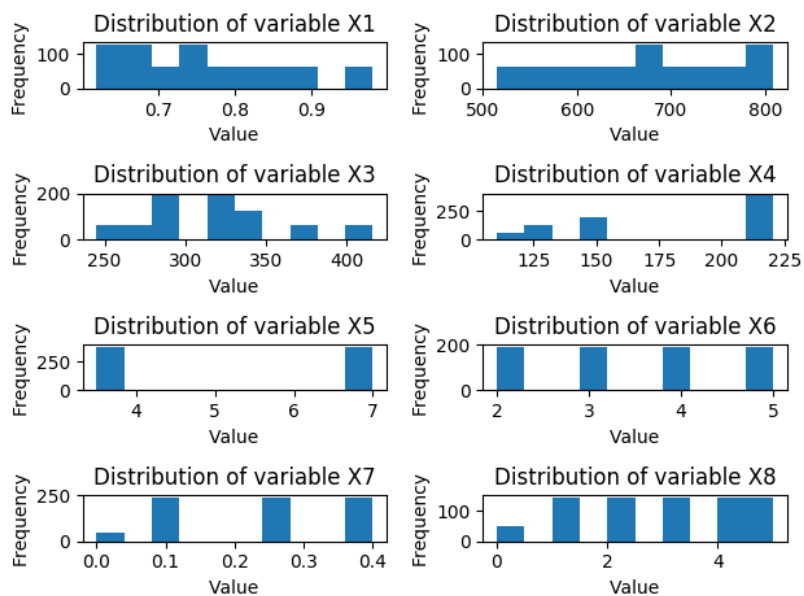 Distribution of variable X1
Frequency
100
0
0.7 0.8 0.9
Value
Distribution of variable X2
Frequency
100
0
500 600 700 800
Value
Distribution of variable X3
Frequency
200
0
250 300 350 400
Value
Distribution of variable X4
Frequency
250
0
125 150 175 200 225
Value
Distribution of variable X5
Frequency
250
0
4 5 6 7
Value
Distribution of variable X6
Frequency
200
0
2 3 4 5
Value
Distribution of variable X7
Frequency
250
0
0.0 0.1 0.2 0.3 0.4
Value
Distribution of variable X8
Frequency
100
0
0 2 4
Value